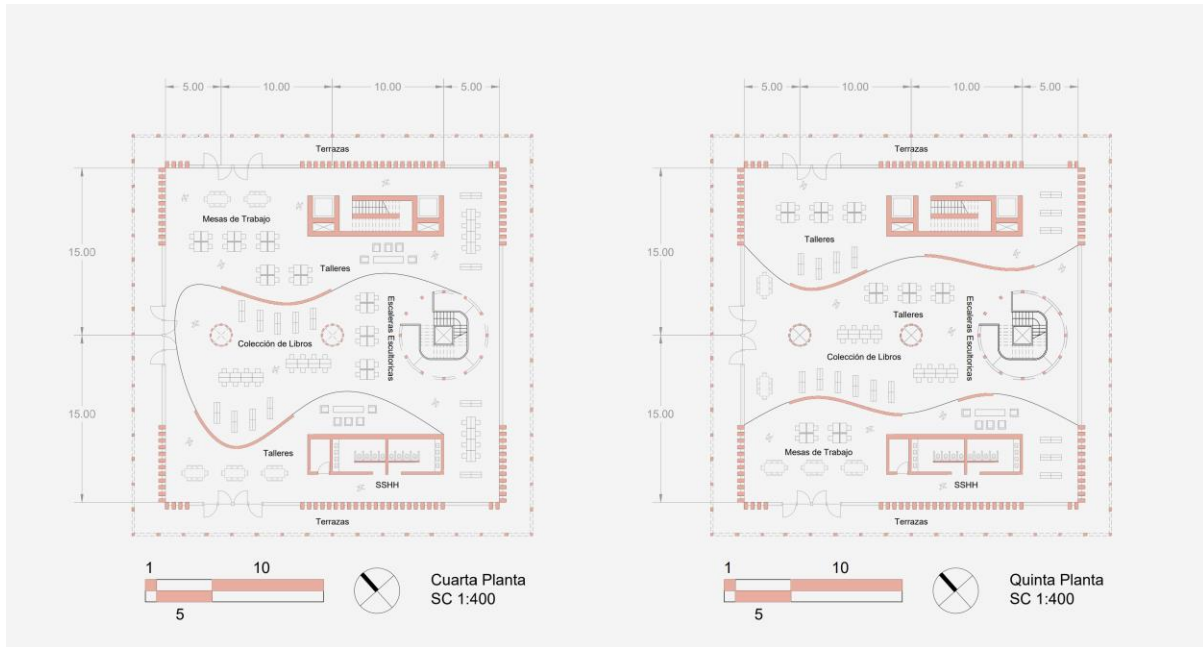 5.00 10.00 10.00 5.00
Terrazas
Mesas de Trabajo
Talleres
15.00
Escaleras Escultoricas
Colección de Libros
15.00
Talleres
SSHH
Terrazas
1 10
5
Cuarta Planta
SC 1:400
5.00 10.00 10.00 5.00
Terrazas
Talleres
15.00
Talleres
Escaleras Escultoricas
Colección de Libros
15.00
Mesas de Trabajo
SSHH
Terrazas
1 10
5
Quinta Planta
SC 1:400